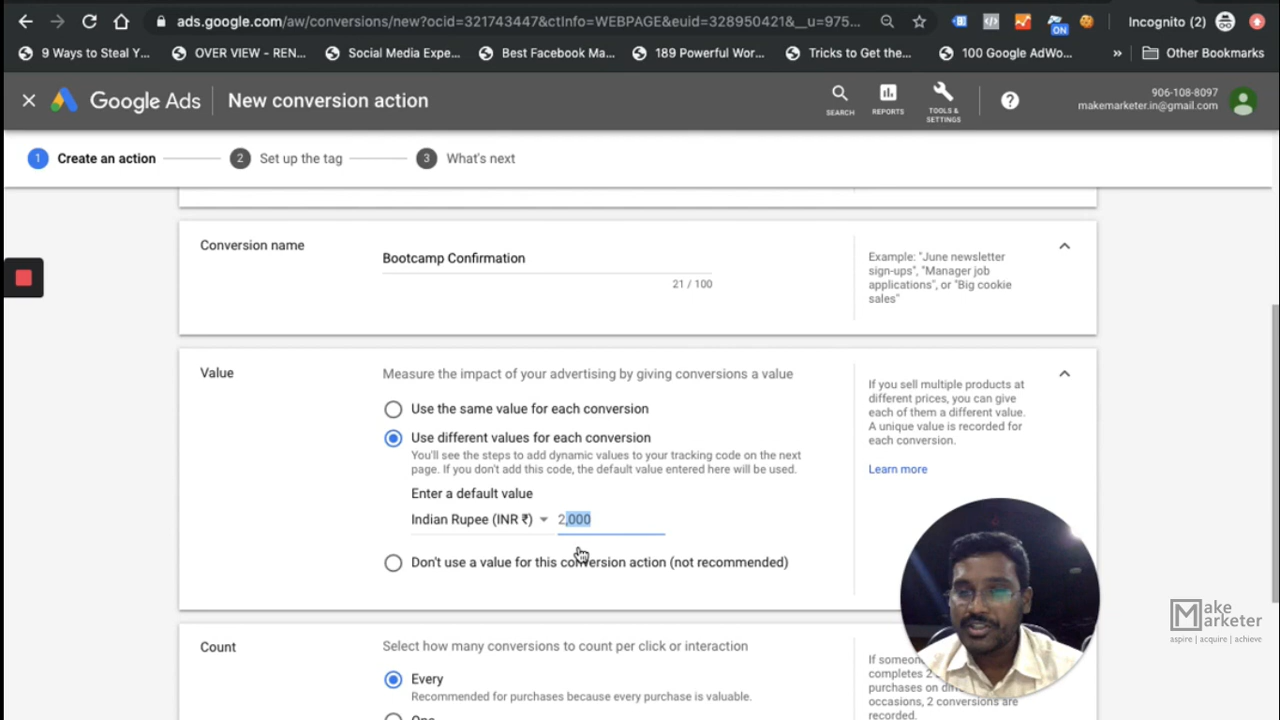 ads.google.com/aw/conversions/new?ocid=321743447&ctInfo=WEBPAGE&euid=328950421&__u=975...
Incognito (2)
ON
9 Ways to Steal Y...
OVER VIEW - REN...
Social Media Expe...
Best Facebook Ma...
189 Powerful Wor...
Tricks to Get the...
100 Google AdWo...
»
Other Bookmarks
Google Ads
New conversion action
SEARCH
REPORTS
TOOLS &
SETTINGS
?
906-108-8097
makemarketer.in@gmail.com
1 Create an action
2 Set up the tag
3 What's next
Conversion name
Bootcamp Confirmation
21 / 100
Example: "June newsletter
sign-ups", "Manager job
applications", or "Big cookie
sales"
Value
Measure the impact of your advertising by giving conversions a value
Use the same value for each conversion
Use different values for each conversion
You'll see the steps to add dynamic values to your tracking code on the next
page. If you don't add this code, the default value entered here will be used.
Enter a default value
Indian Rupee (INR ₹)
2,000
Don't use a value for this conversion action (not recommended)
If you sell multiple products at
different prices, you can give
each of them a different value.
A unique value is recorded for
each conversion.
Learn more
Count
Select how many conversions to count per click or interaction
Every
Recommended for purchases because every purchase is valuable.
One
If someon
completes 2
purchases on di
occasions, 2 conversions are
recorded.
Make
Marketer
aspire | acquire | achieve